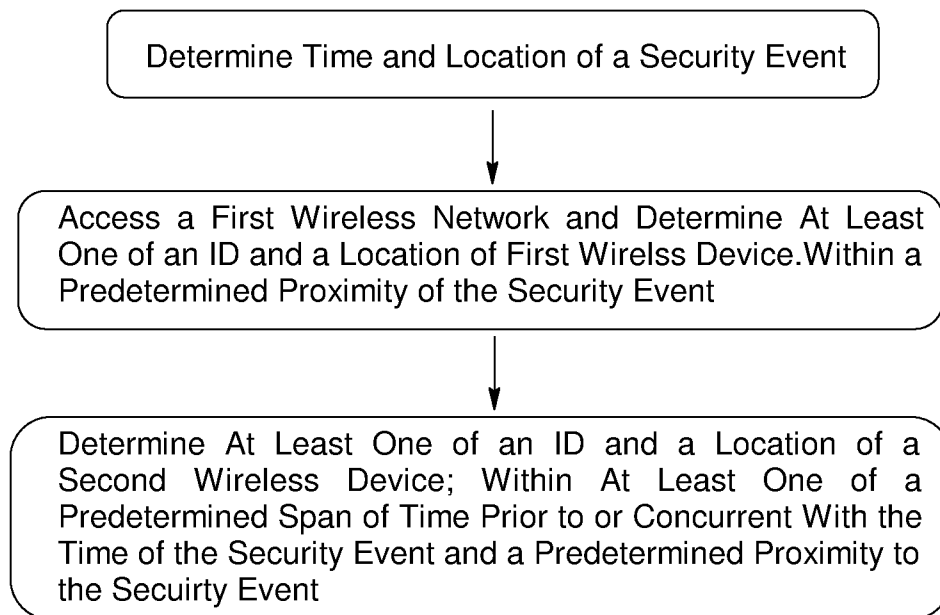 Determine Time and Location of a Security Event
Access a First Wireless Network and Determine At Least
One of an ID and a Location of First Wirelss Device.Within a
Predetermined Proximity of the Security Event
Determine At Least One of an ID and a Location of a
Second Wireless Device; Within At Least One of a
Predetermined Span of Time Prior to or Concurrent With the
Time of the Security Event and a Predetermined Proximity to
the Secuirty Event